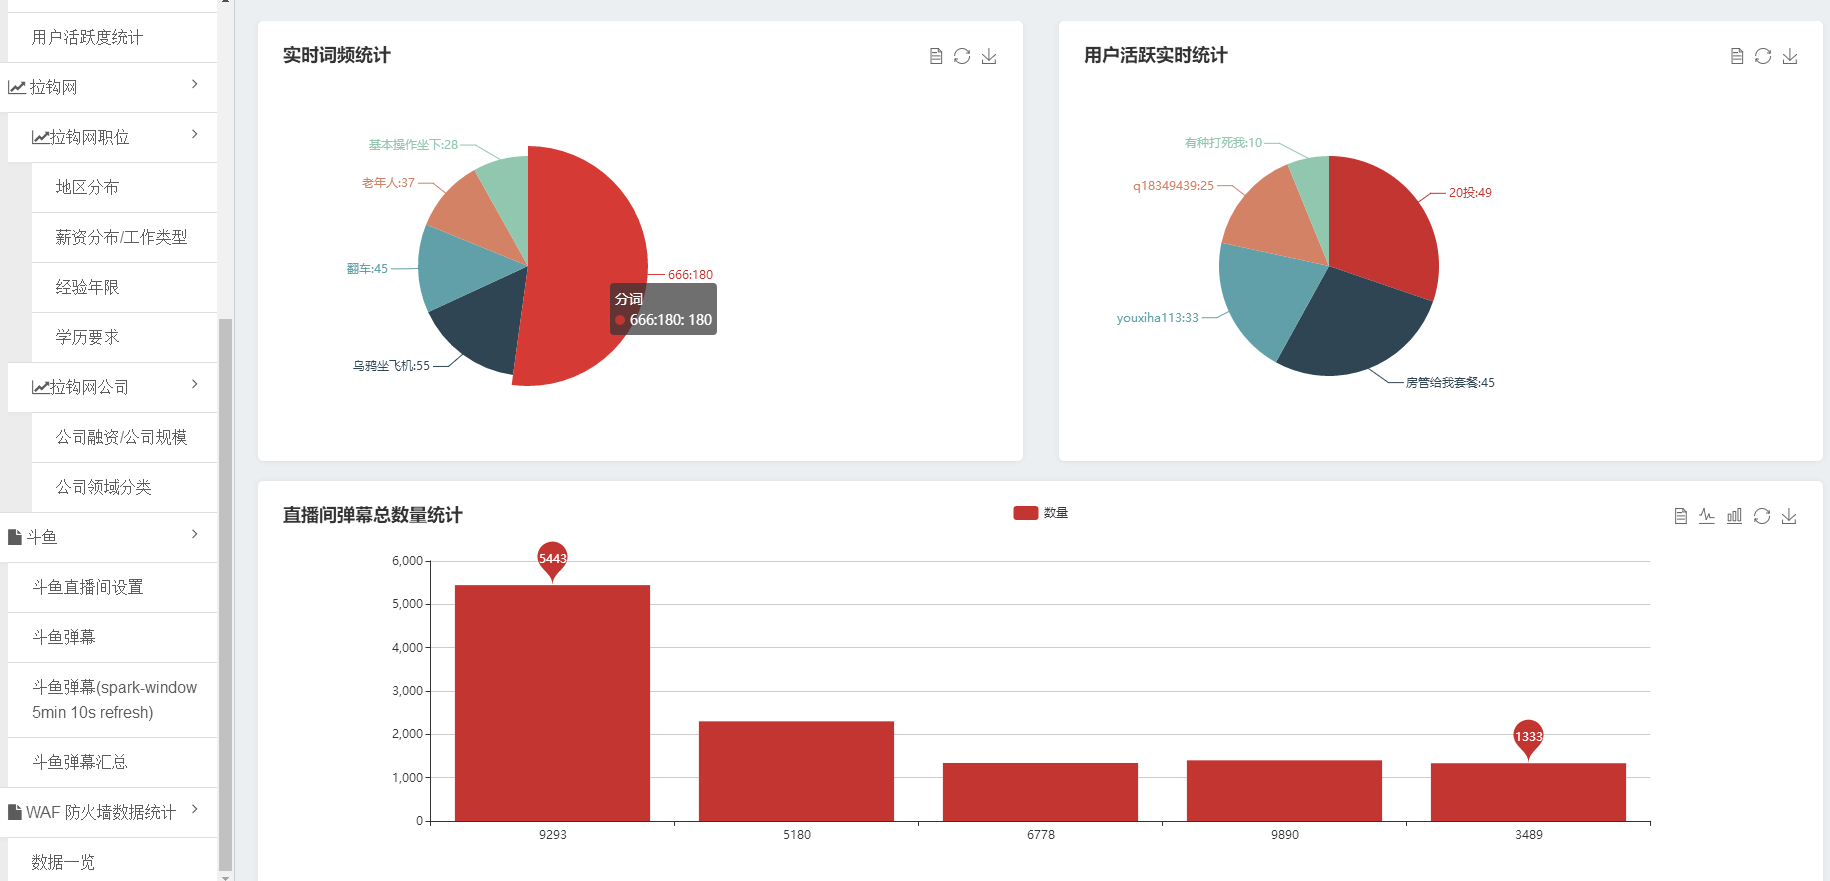 用户活跃度统计
拉钩网
拉钩网职位
地区分布
薪资分布/工作类型
经验年限
学历要求
拉钩网公司
公司融资/公司规模
公司领域分类
斗鱼
斗鱼直播间设置
斗鱼弹幕
斗鱼弹幕(spark-window
5min 10s refresh)
斗鱼弹幕汇总
WAF 防火墙数据统计
数据一览
实时词频统计
基本操作坐下:28
老年人:37
翻车:45
乌鸦坐飞机:55
666:180
分词
666:180: 180
用户活跃实时统计
有种打死我:10
q18349439:25
youxiha113:33
20投:49
房管给我套餐:45
直播间弹幕总数量统计
数量
6,000
5,000
4,000
3,000
2,000
1,000
0
5443
1333
9293
5180
6778
9890
3489